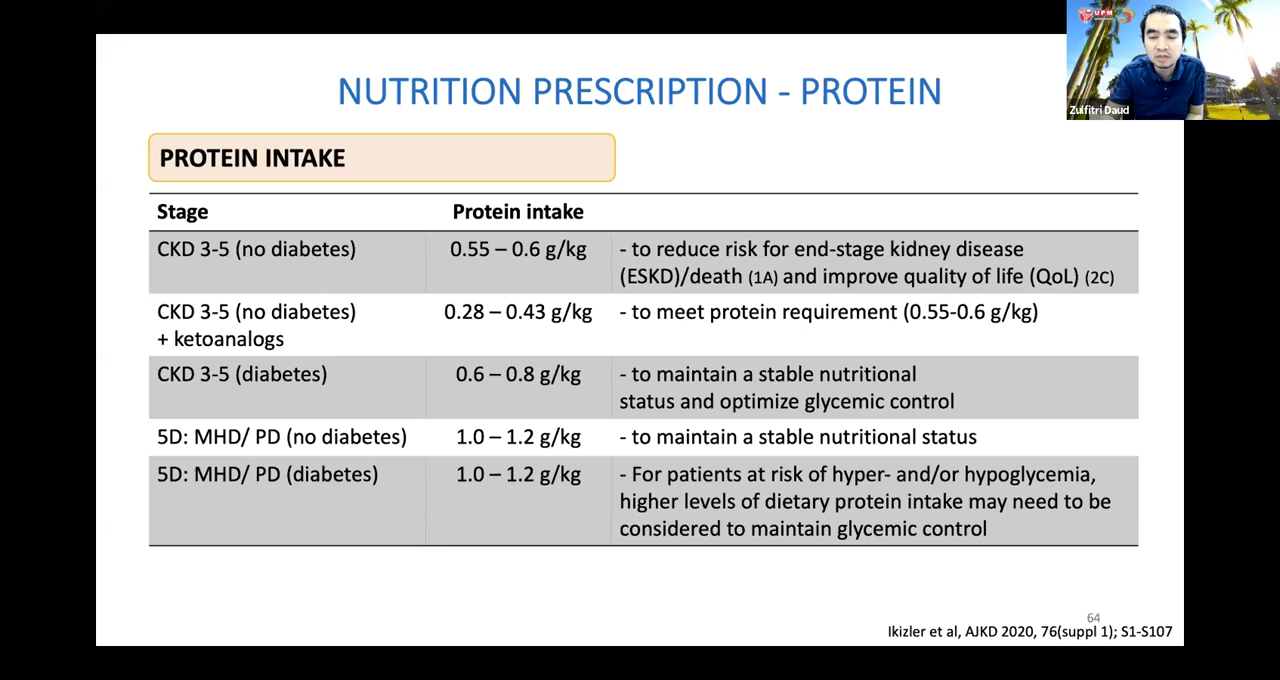 UPM
Zulfitri Daud
NUTRITION PRESCRIPTION - PROTEIN
PROTEIN INTAKE
Stage Protein intake
CKD 3-5 (no diabetes) 0.55 – 0.6 g/kg - to reduce risk for end-stage kidney disease
(ESKD)/death (1A) and improve quality of life (QoL) (2C)
CKD 3-5 (no diabetes) 0.28 – 0.43 g/kg - to meet protein requirement (0.55-0.6 g/kg)
+ ketoanalogs
CKD 3-5 (diabetes) 0.6 – 0.8 g/kg - to maintain a stable nutritional
status and optimize glycemic control
5D: MHD/ PD (no diabetes) 1.0 – 1.2 g/kg - to maintain a stable nutritional status
5D: MHD/ PD (diabetes) 1.0 – 1.2 g/kg - For patients at risk of hyper- and/or hypoglycemia,
higher levels of dietary protein intake may need to be
considered to maintain glycemic control
64
Ikizler et al, AJKD 2020, 76(suppl 1); S1-S107